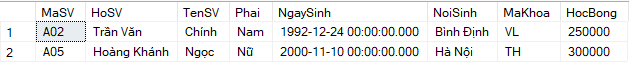 MaSV HoSV TenSV Phai NgaySinh NoiSinh MaKhoa HocBong
1 A02 Trần Văn Chính Nam 1992-12-24 00:00:00.000 Bình Định VL 250000
2 A05 Hoàng Khánh Ngọc Nữ 2000-11-10 00:00:00.000 Hà Nội TH 300000